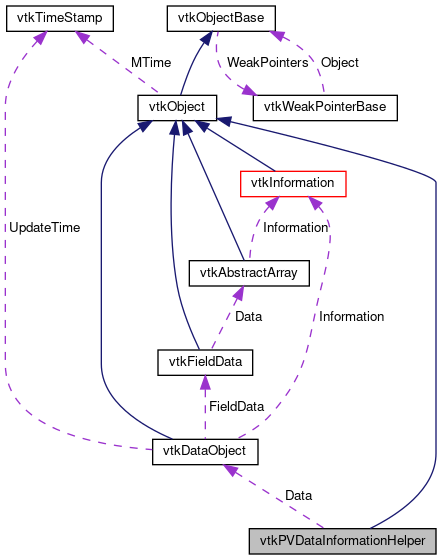 vtkTimeStamp
vtkObjectBase
MTime
WeakPointers
Object
vtkObject
vtkWeakPointerBase
vtkInformation
UpdateTime
Information
vtkAbstractArray
Data
Information
vtkFieldData
FieldData
vtkDataObject
Data
vtkPVDataInformationHelper